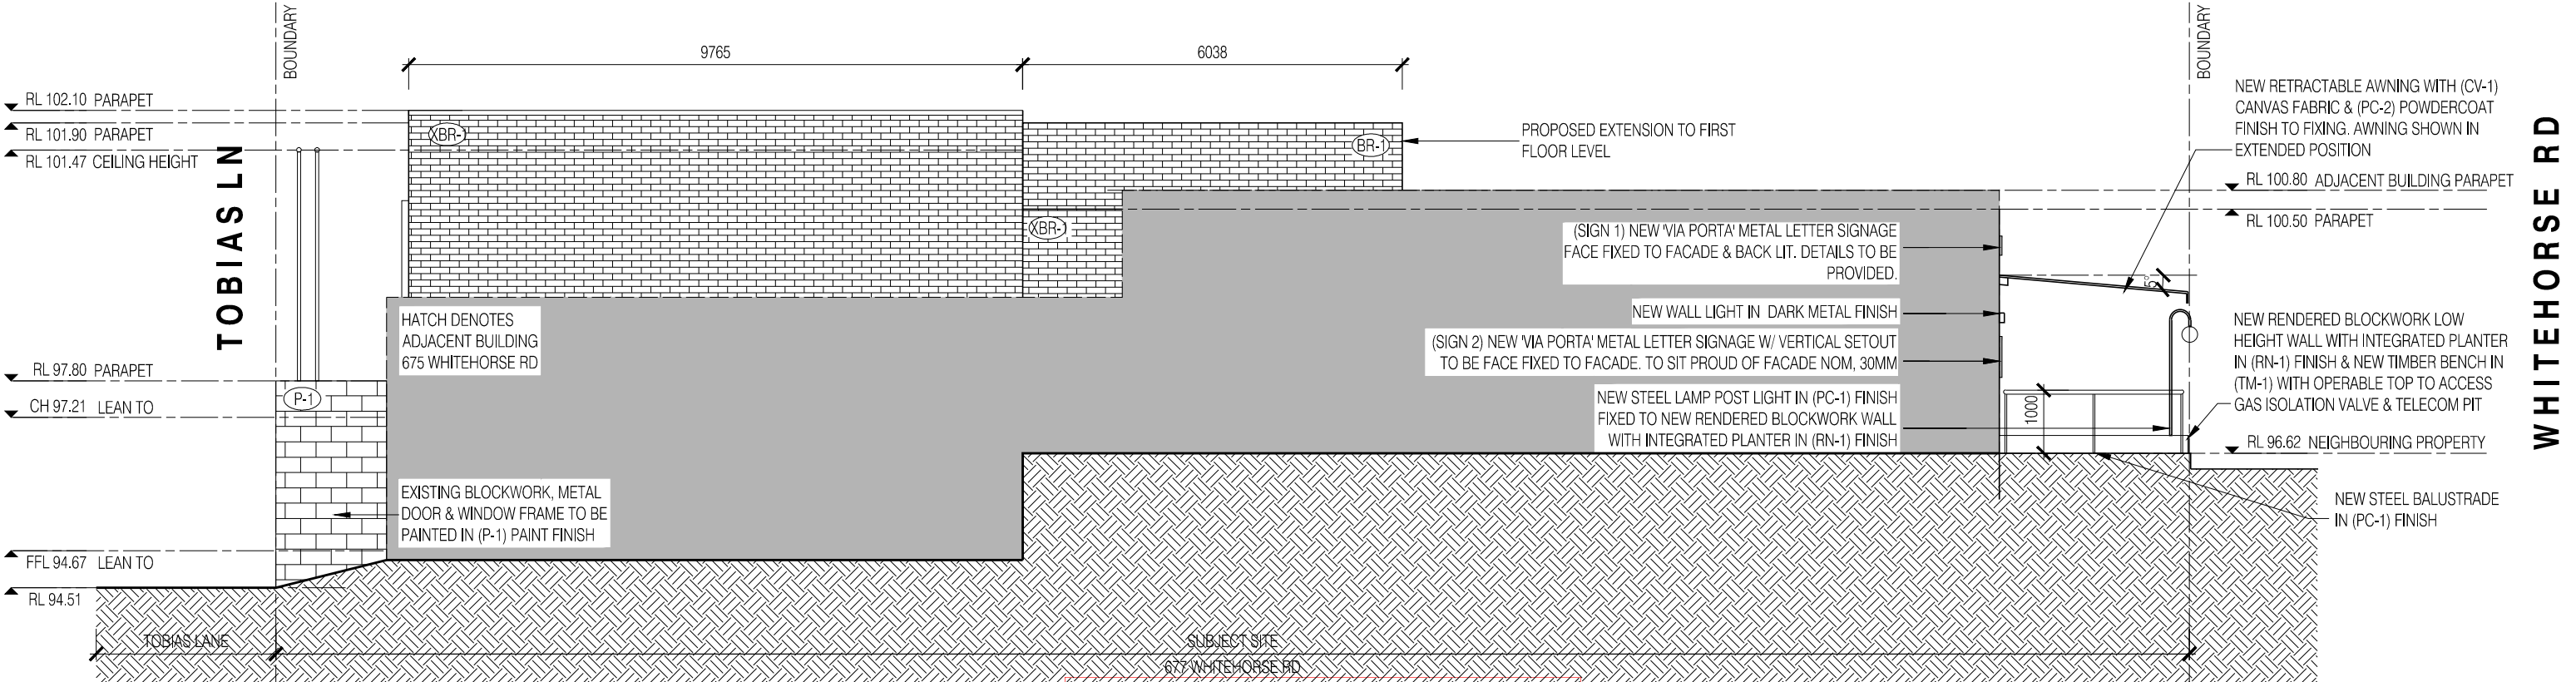 BOUNDARY
BOUNDARY
9765
6038
RL 102.10 PARAPET
RL 101.90 PARAPET
RL 101.47 CEILING HEIGHT
TOBIAS LN
XBR-1
BR-1
PROPOSED EXTENSION TO FIRST
FLOOR LEVEL
NEW RETRACTABLE AWNING WITH (CV-1)
CANVAS FABRIC & (PC-2) POWDERCOAT
FINISH TO FIXING. AWNING SHOWN IN
EXTENDED POSITION
WHITEHORSE RD
RL 100.80 ADJACENT BUILDING PARAPET
RL 100.50 PARAPET
XBR-1
(SIGN 1) NEW 'VIA PORTA' METAL LETTER SIGNAGE
FACE FIXED TO FACADE & BACK LIT. DETAILS TO BE
PROVIDED.
5°
NEW WALL LIGHT IN DARK METAL FINISH
HATCH DENOTES
ADJACENT BUILDING
675 WHITEHORSE RD
(SIGN 2) NEW 'VIA PORTA' METAL LETTER SIGNAGE W/ VERTICAL SETOUT
TO BE FACE FIXED TO FACADE. TO SIT PROUD OF FACADE NOM, 30MM
NEW RENDERED BLOCKWORK LOW
HEIGHT WALL WITH INTEGRATED PLANTER
IN (RN-1) FINISH & NEW TIMBER BENCH IN
(TM-1) WITH OPERABLE TOP TO ACCESS
GAS ISOLATION VALVE & TELECOM PIT
RL 97.80 PARAPET
P-1
CH 97.21 LEAN TO
NEW STEEL LAMP POST LIGHT IN (PC-1) FINISH
FIXED TO NEW RENDERED BLOCKWORK WALL
WITH INTEGRATED PLANTER IN (RN-1) FINISH
1000
RL 96.62 NEIGHBOURING PROPERTY
EXISTING BLOCKWORK, METAL
DOOR & WINDOW FRAME TO BE
PAINTED IN (P-1) PAINT FINISH
NEW STEEL BALUSTRADE
IN (PC-1) FINISH
FFL 94.67 LEAN TO
RL 94.51
TOBIAS LANE
SUBJECT SITE
677 WHITEHORSE RD